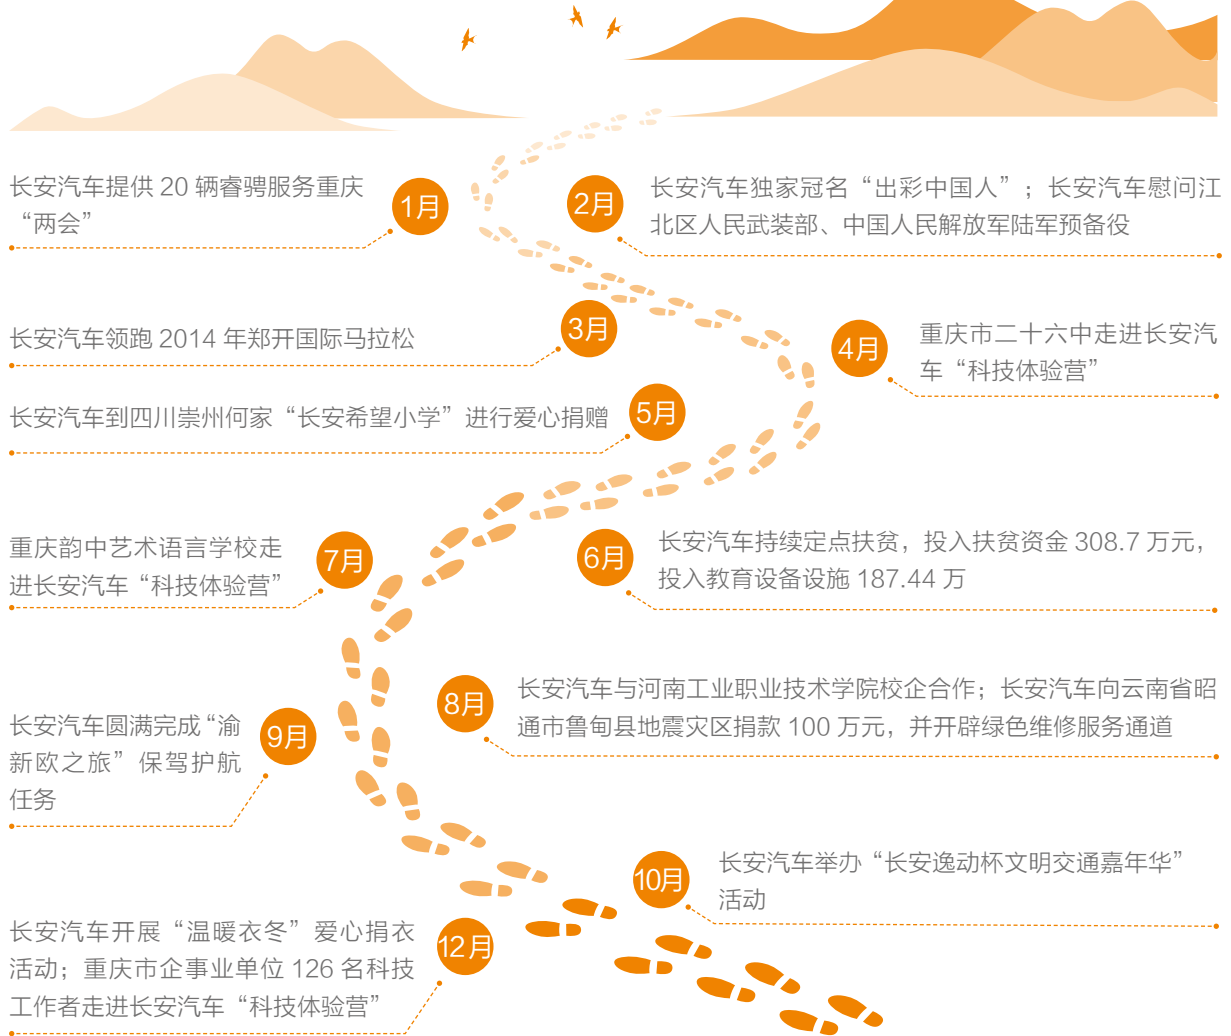 长安汽车提供 20 辆睿骋服务重庆
“两会”
1月
2月
长安汽车独家冠名“出彩中国人”；长安汽车慰问江
北区人民武装部、中国人民解放军陆军预备役
长安汽车领跑 2014 年郑开国际马拉松
3月
4月
重庆市二十六中走进长安汽
车“科技体验营”
长安汽车到四川崇州何家“长安希望小学”进行爱心捐赠
5月
6月
长安汽车持续定点扶贫，投入扶贫资金 308.7 万元，
投入教育设备设施 187.44 万
重庆韵中艺术语言学校走
进长安汽车“科技体验营”
7月
8月
长安汽车与河南工业职业技术学院校企合作；长安汽车向云南省昭
通市鲁甸县地震灾区捐款 100 万元，并开辟绿色维修服务通道
长安汽车圆满完成“渝
新欧之旅”保驾护航
任务
9月
10月
长安汽车举办“长安逸动杯文明交通嘉年华”
活动
长安汽车开展“温暖衣冬”爱心捐衣
活动；重庆市企事业单位 126 名科技
工作者走进长安汽车“科技体验营”
12月